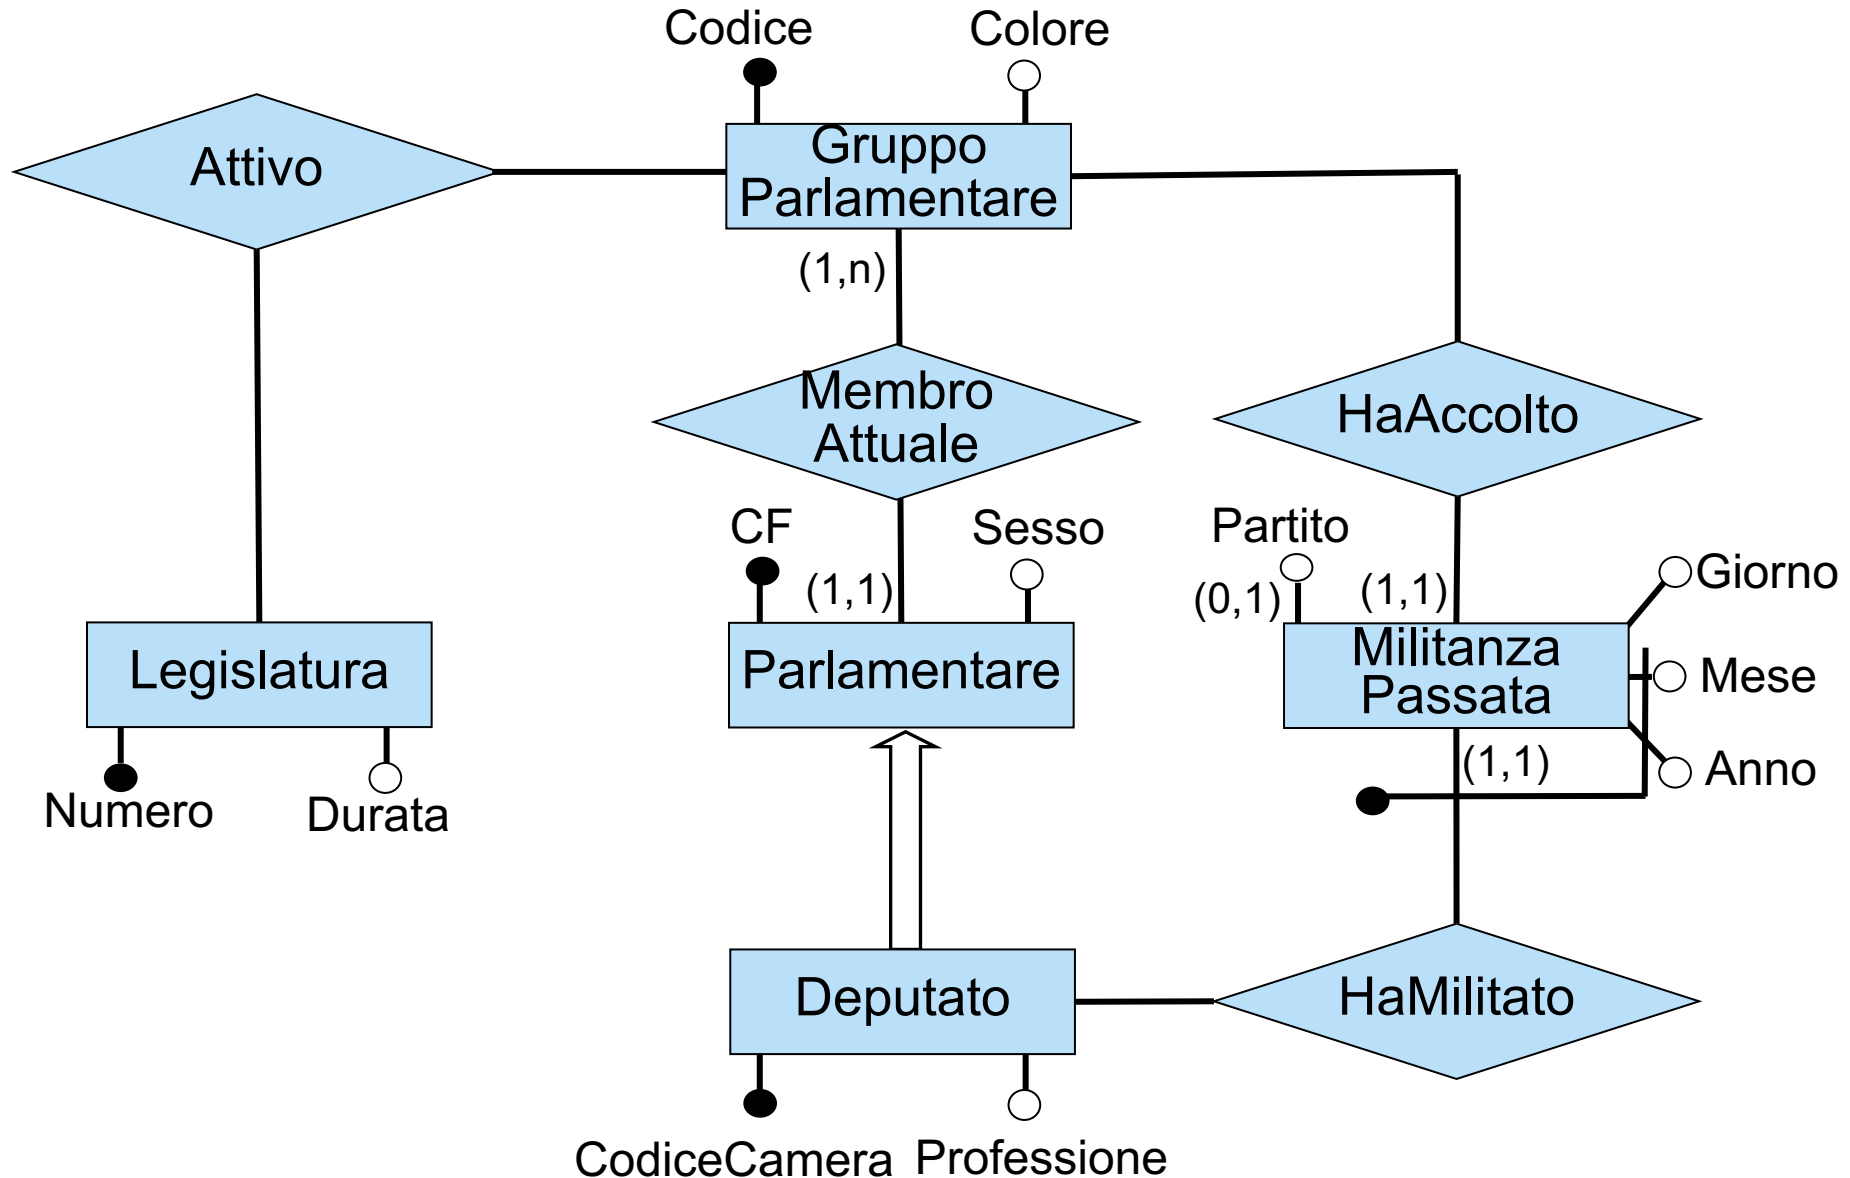 Codice
Colore
Attivo
Gruppo
Parlamentare
(1,n)
Membro
Attuale
HaAccolto
CF
Sesso
Partito
(1,1)
(0,1)
(1,1)
Giorno
Legislatura
Parlamentare
Militanza
Passata
Mese
(1,1)
Anno
Numero
Durata
Deputato
HaMilitato
CodiceCamera
Professione